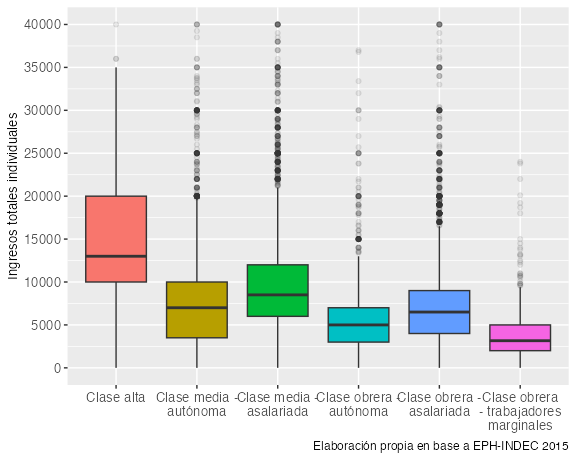 Ingresos totales individuales
40000
35000
30000
25000
20000
15000
10000
5000
0
Clase alta
Clase media -
autónoma
Clase media -
asalariada
Clase obrera -
autónoma
Clase obrera -
asalariada
Clase obrera
- trabajadores
marginales
Elaboración propia en base a EPH-INDEC 2015